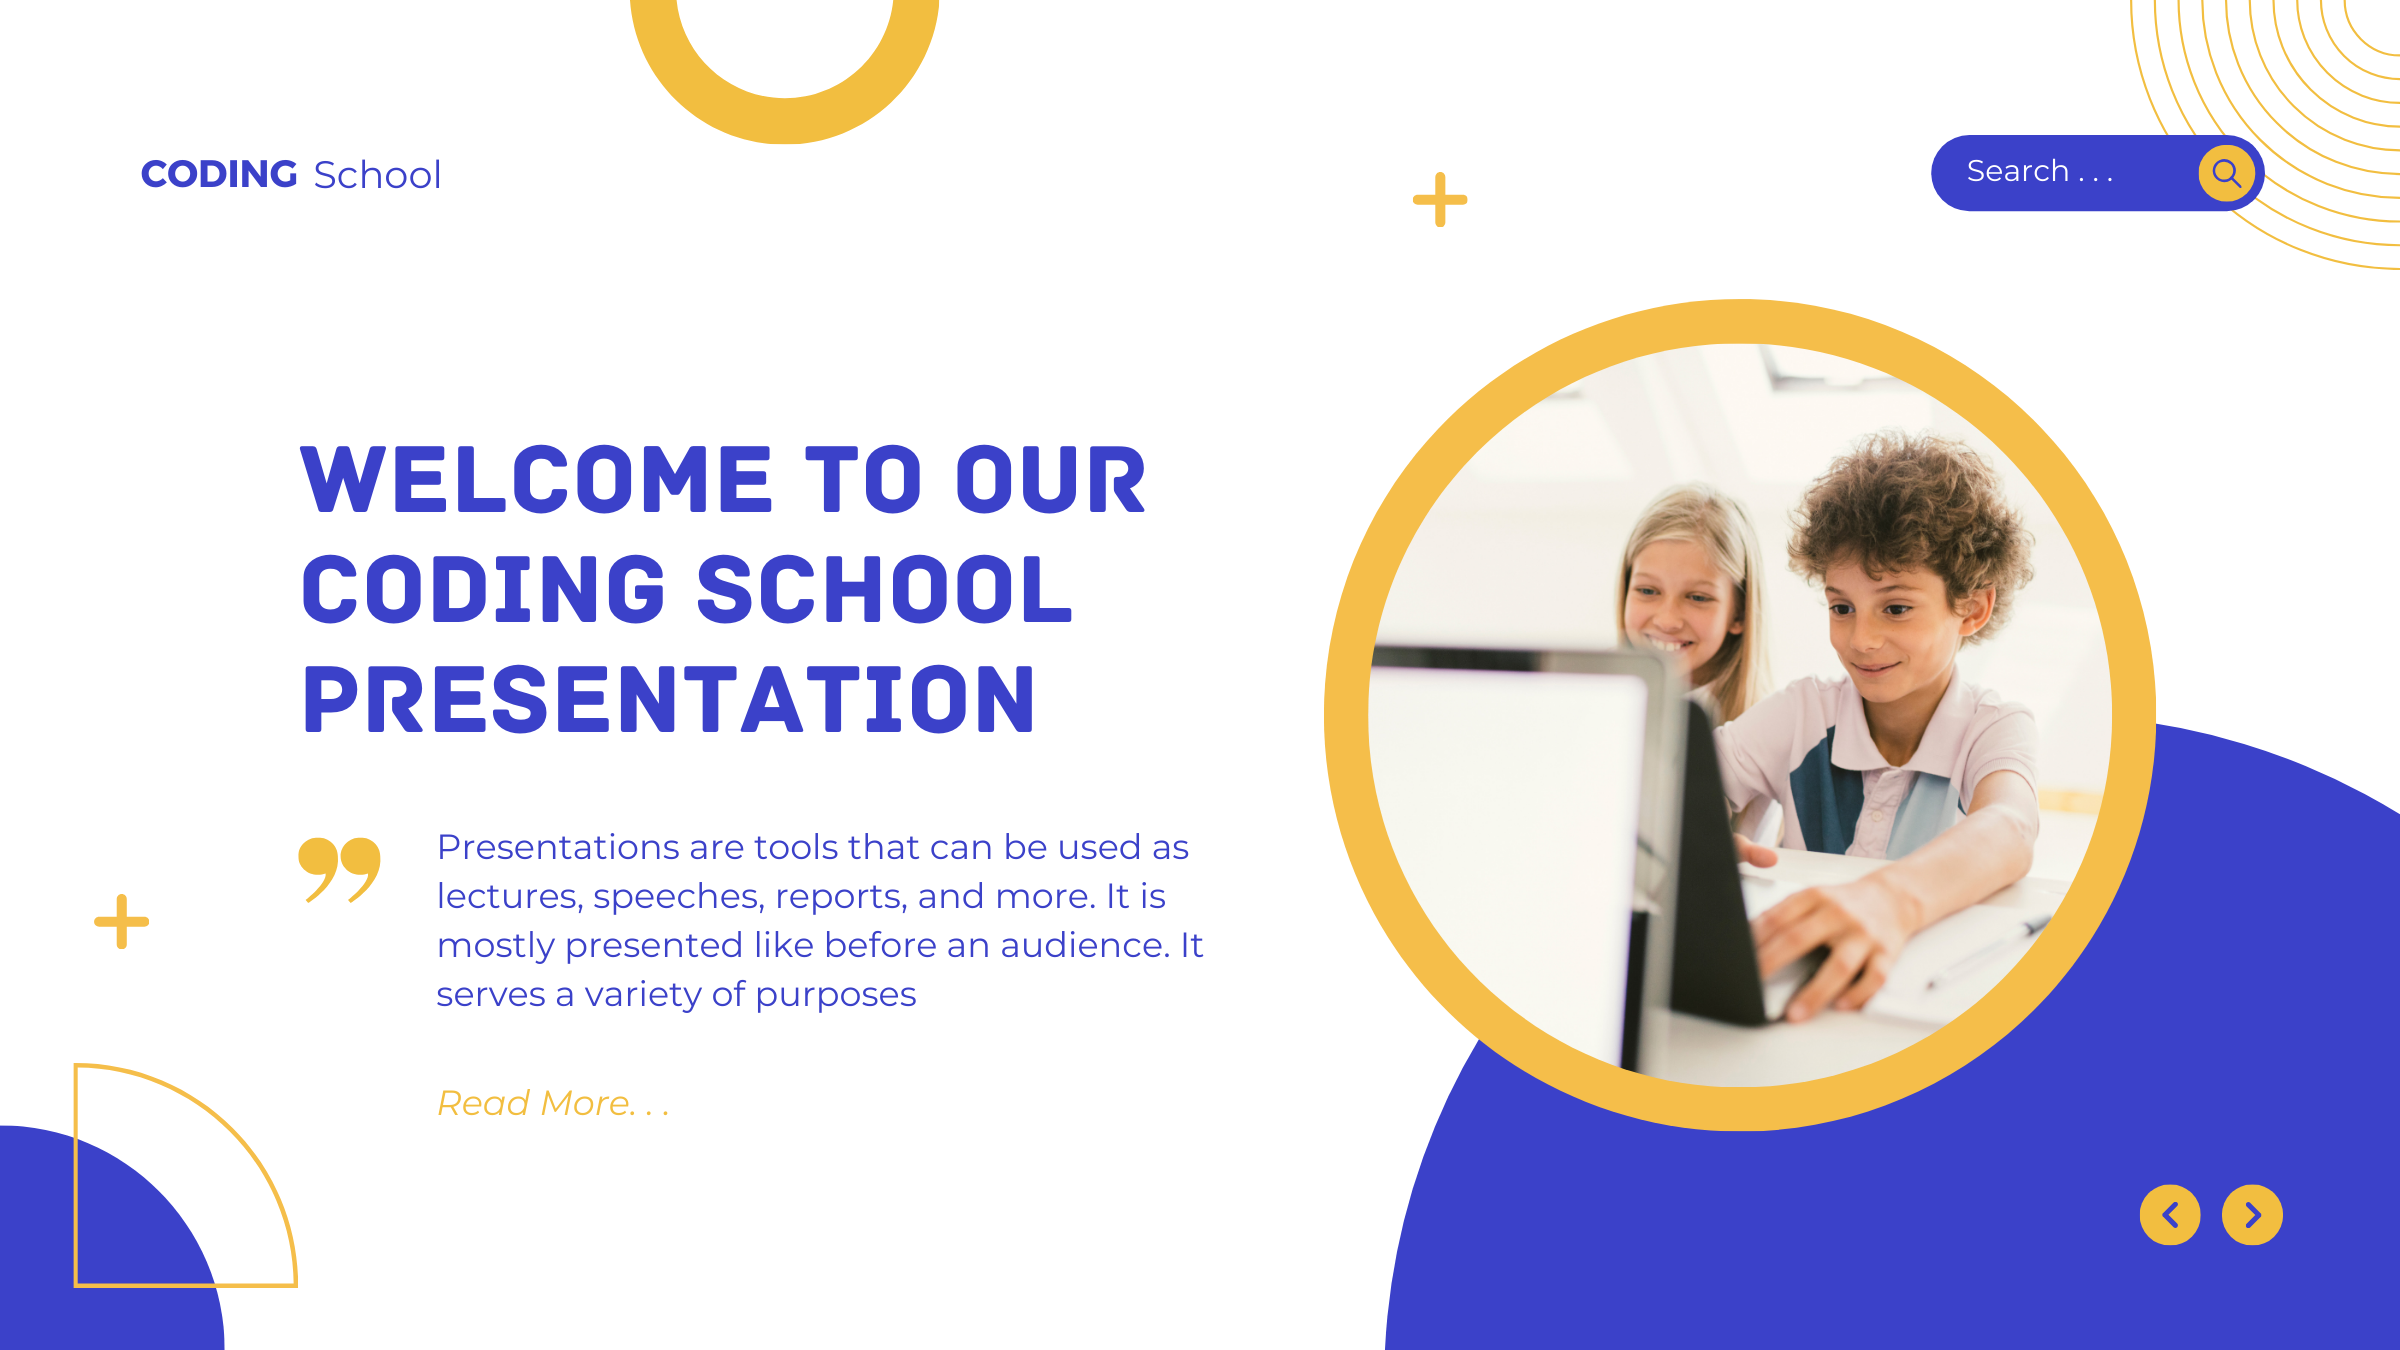 CODING School
Search . . .
WELCOME TO OUR
CODING SCHOOL
PRESENTATION
Presentations are tools that can be used as
lectures, speeches, reports, and more. It is
mostly presented like before an audience. It
serves a variety of purposes
Read More. . .